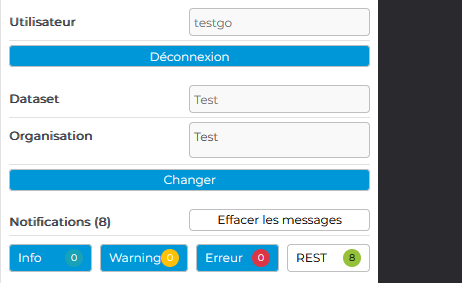 Utilisateur testgo
Déconnexion
Dataset Test
Organisation Test
Changer
Notifications (8) Effacer les messages
Info 0 Warning 0 Erreur 0 REST 8